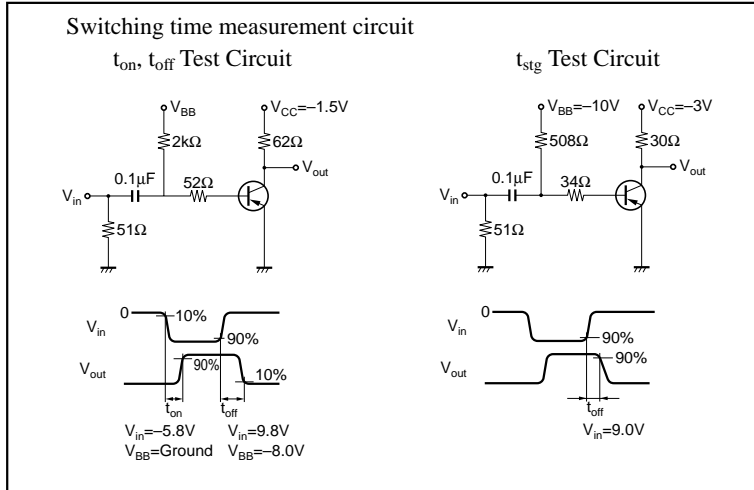 Switching time measurement circuit
ton, toff Test Circuit
tstg Test Circuit
VBB
VCC=–1.5V
2kΩ
62Ω
Vout
0.1μF
52Ω
Vin
51Ω
VBB=–10V
VCC=–3V
508Ω
30Ω
Vout
0.1μF
34Ω
Vin
51Ω
0
10%
Vin
90%
Vout
90%
10%
ton
toff
Vin=–5.8V
Vin=9.8V
VBB=Ground
VBB=–8.0V
0
Vin
90%
Vout
90%
toff
Vin=9.0V